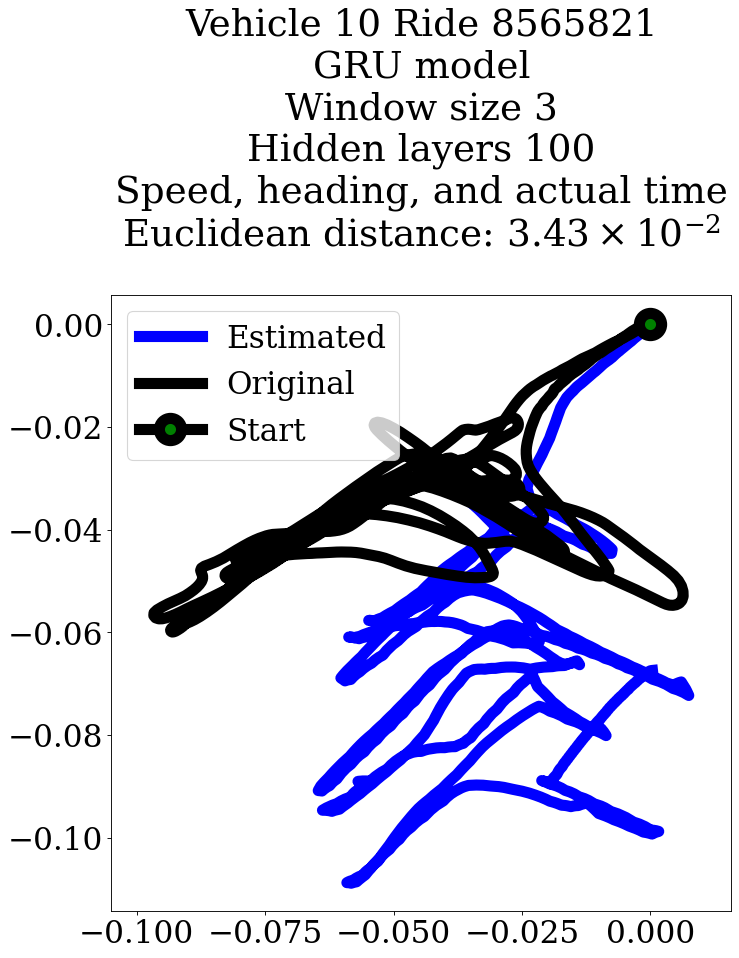 Vehicle 10 Ride 8565821
GRU model
Window size 3
Hidden layers 100
Speed, heading, and actual time
Euclidean distance: 3.43 × 10⁻²
Estimated
Original
Start
0.00
−0.02
−0.04
−0.06
−0.08
−0.10
−0.100 −0.075 −0.050 −0.025 0.000